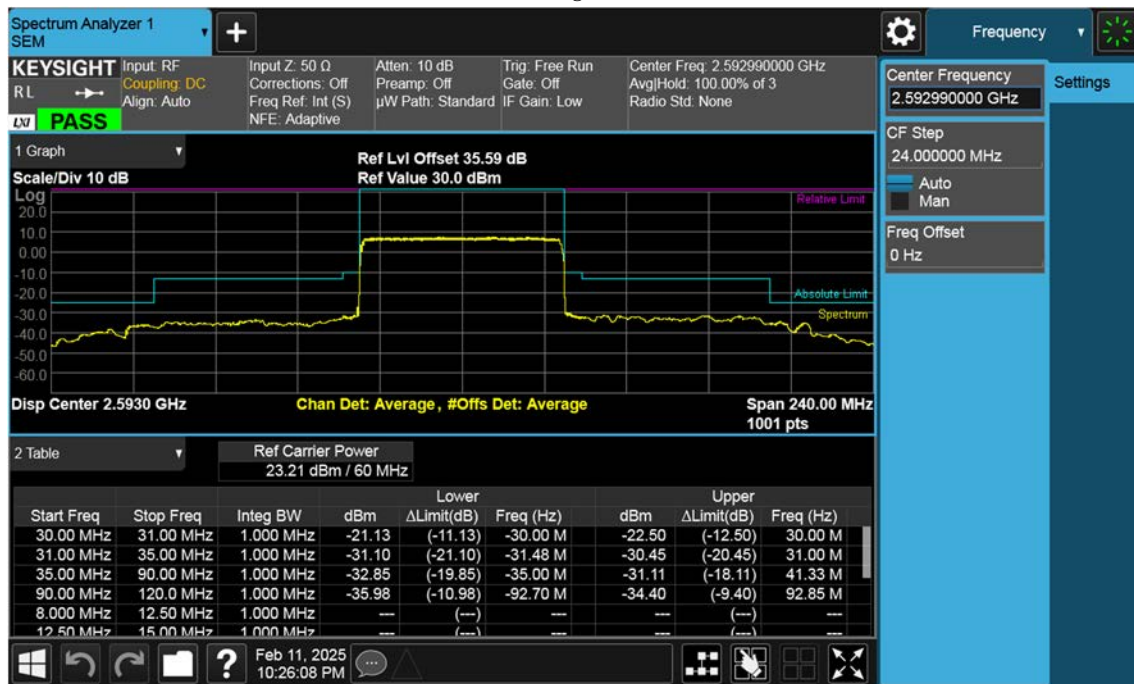 Spectrum Analyzer 1
SEM
Frequency
KEYSIGHT
RL
LXI
PASS
Input: RF
Coupling: DC
Align: Auto
Input Z: 50 Ω
Corrections: Off
Freq Ref: Int (S)
NFE: Adaptive
Atten: 10 dB
Preamp: Off
µW Path: Standard
Trig: Free Run
Gate: Off
IF Gain: Low
Center Freq: 2.592990000 GHz
Avg|Hold: 100.00% of 3
Radio Std: None
Center Frequency
2.592990000 GHz
Settings
CF Step
24.000000 MHz
Auto
Man
Freq Offset
0 Hz
1 Graph
Scale/Div 10 dB
Ref Lvl Offset 35.59 dB
Ref Value 30.0 dBm
Log
Relative Limit
20.0
10.0
0.00
-10.0
-20.0
-30.0
-40.0
-50.0
-60.0
Absolute Limit
Spectrum
Disp Center 2.5930 GHz
Chan Det: Average, #Offs Det: Average
Span 240.00 MHz
1001 pts
2 Table
Ref Carrier Power
23.21 dBm / 60 MHz
Lower Upper
Start Freq Stop Freq Integ BW dBm ΔLimit(dB) Freq (Hz) dBm ΔLimit(dB) Freq (Hz)
30.00 MHz 31.00 MHz 1.000 MHz -21.13 (-11.13) -30.00 M -22.50 (-12.50) 30.00 M
31.00 MHz 35.00 MHz 1.000 MHz -31.10 (-21.10) -31.48 M -30.45 (-20.45) 31.00 M
35.00 MHz 90.00 MHz 1.000 MHz -32.85 (-19.85) -35.00 M -31.11 (-18.11) 41.33 M
90.00 MHz 120.0 MHz 1.000 MHz -35.98 (-10.98) -92.70 M -34.40 (-9.40) 92.85 M
8.000 MHz 12.50 MHz 1.000 MHz --- (---) --- --- (---) ---
12.50 MHz 15.00 MHz 1.000 MHz --- (---) --- --- (---) ---
?
Feb 11, 2025
10:26:08 PM